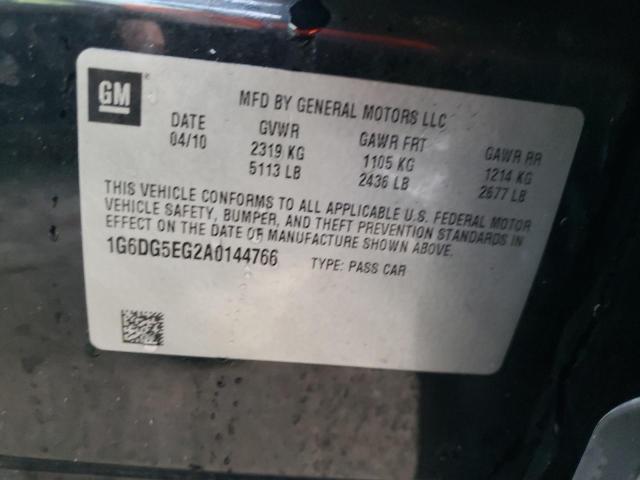 GM
MFD BY GENERAL MOTORS LLC
DATE GVWR GAWR FRT GAWR RR
04/10 2319 KG 1105 KG 1214 KG
5113 LB 2436 LB 2677 LB
THIS VEHICLE CONFORMS TO ALL APPLICABLE U.S. FEDERAL MOTOR
VEHICLE SAFETY, BUMPER, AND THEFT PREVENTION STANDARDS IN
EFFECT ON THE DATE OF MANUFACTURE SHOWN ABOVE.
1G6DG5EG2A0144766 TYPE: PASS CAR